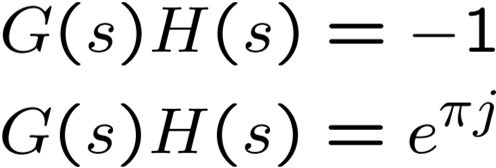 G(s)H(s) = −1
G(s)H(s) = e^{πj}